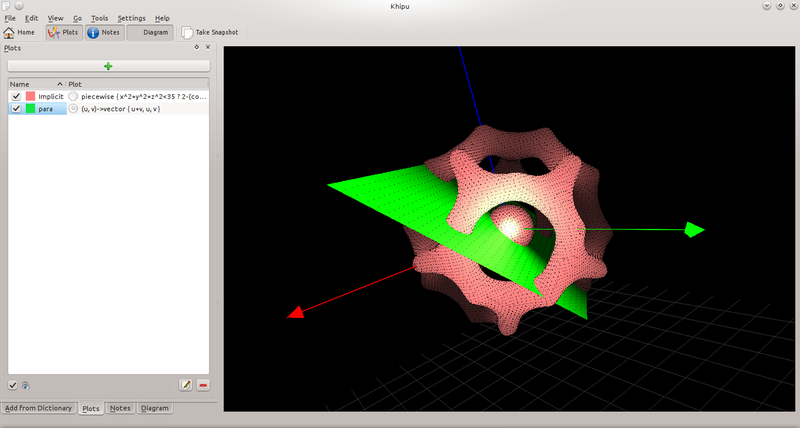 Khipu
File Edit View Go Tools Settings Help
Home Plots Notes Diagram Take Snapshot
Plots
Name Plot
Implicit piecewise { x^2+y^2+z^2<35 ? 2-(co...
para (u, v)->vector { u+v, u, v }
Add from Dictionary Plots Notes Diagram